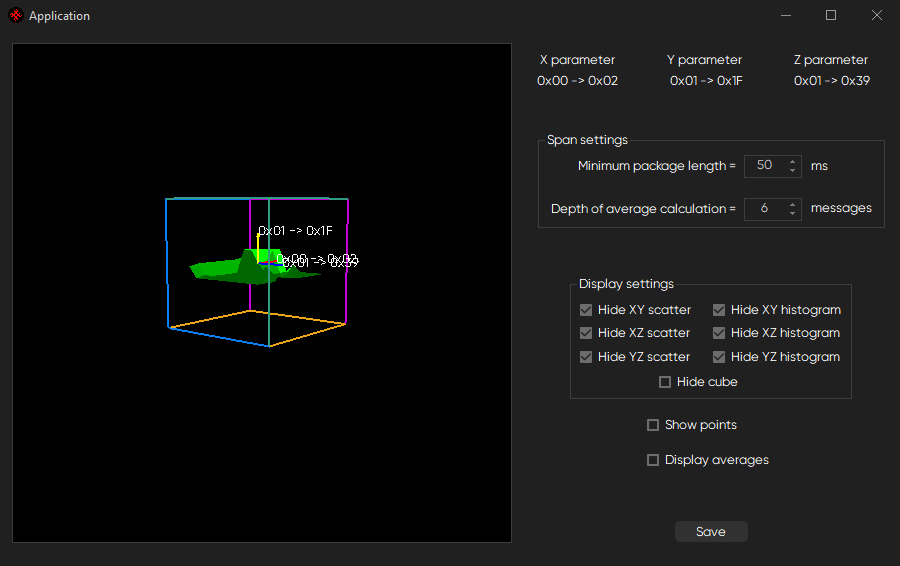 Application
X parameter Y parameter Z parameter
0x00 -> 0x02 0x01 -> 0x1F 0x01 -> 0x39
Span settings
Minimum package length = 50 ms
Depth of average calculation = 6 messages
0x01 -> 0x1F
0x00 -> 0x02
0x01 -> 0x39
Display settings
Hide XY scatter Hide XY histogram
Hide XZ scatter Hide XZ histogram
Hide YZ scatter Hide YZ histogram
Hide cube
Show points
Display averages
Save